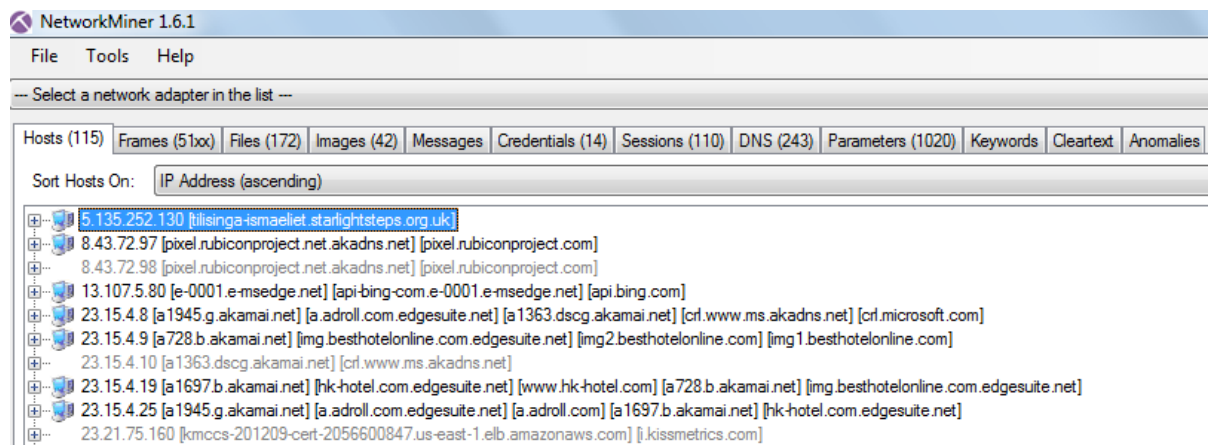 NetworkMiner 1.6.1
File Tools Help
--- Select a network adapter in the list ---
Hosts (115) Frames (51xx) Files (172) Images (42) Messages Credentials (14) Sessions (110) DNS (243) Parameters (1020) Keywords Cleartext Anomalies
Sort Hosts On: IP Address (ascending)
5.135.252.130 [tilisinga-ismaeliet.starlightsteps.org.uk]
8.43.72.97 [pixel.rubiconproject.net.akadns.net] [pixel.rubiconproject.com]
8.43.72.98 [pixel.rubiconproject.net.akadns.net] [pixel.rubiconproject.com]
13.107.5.80 [e-0001.e-msedge.net] [api-bing-com.e-0001.e-msedge.net] [api.bing.com]
23.15.4.8 [a1945.g.akamai.net] [a.adroll.com.edgesuite.net] [a1363.dscg.akamai.net] [crl.www.ms.akadns.net] [crl.microsoft.com]
23.15.4.9 [a728.b.akamai.net] [img.besthotelonline.com.edgesuite.net] [img2.besthotelonline.com] [img1.besthotelonline.com]
23.15.4.10 [a1363.dscg.akamai.net] [crl.www.ms.akadns.net]
23.15.4.19 [a1697.b.akamai.net] [hk-hotel.com.edgesuite.net] [www.hk-hotel.com] [a728.b.akamai.net] [img.besthotelonline.com.edgesuite.net]
23.15.4.25 [a1945.g.akamai.net] [a.adroll.com.edgesuite.net] [a.adroll.com] [a1697.b.akamai.net] [hk-hotel.com.edgesuite.net]
23.21.75.160 [kmccs-201209-cert-2056600847.us-east-1.elb.amazonaws.com] [i.kissmetrics.com]